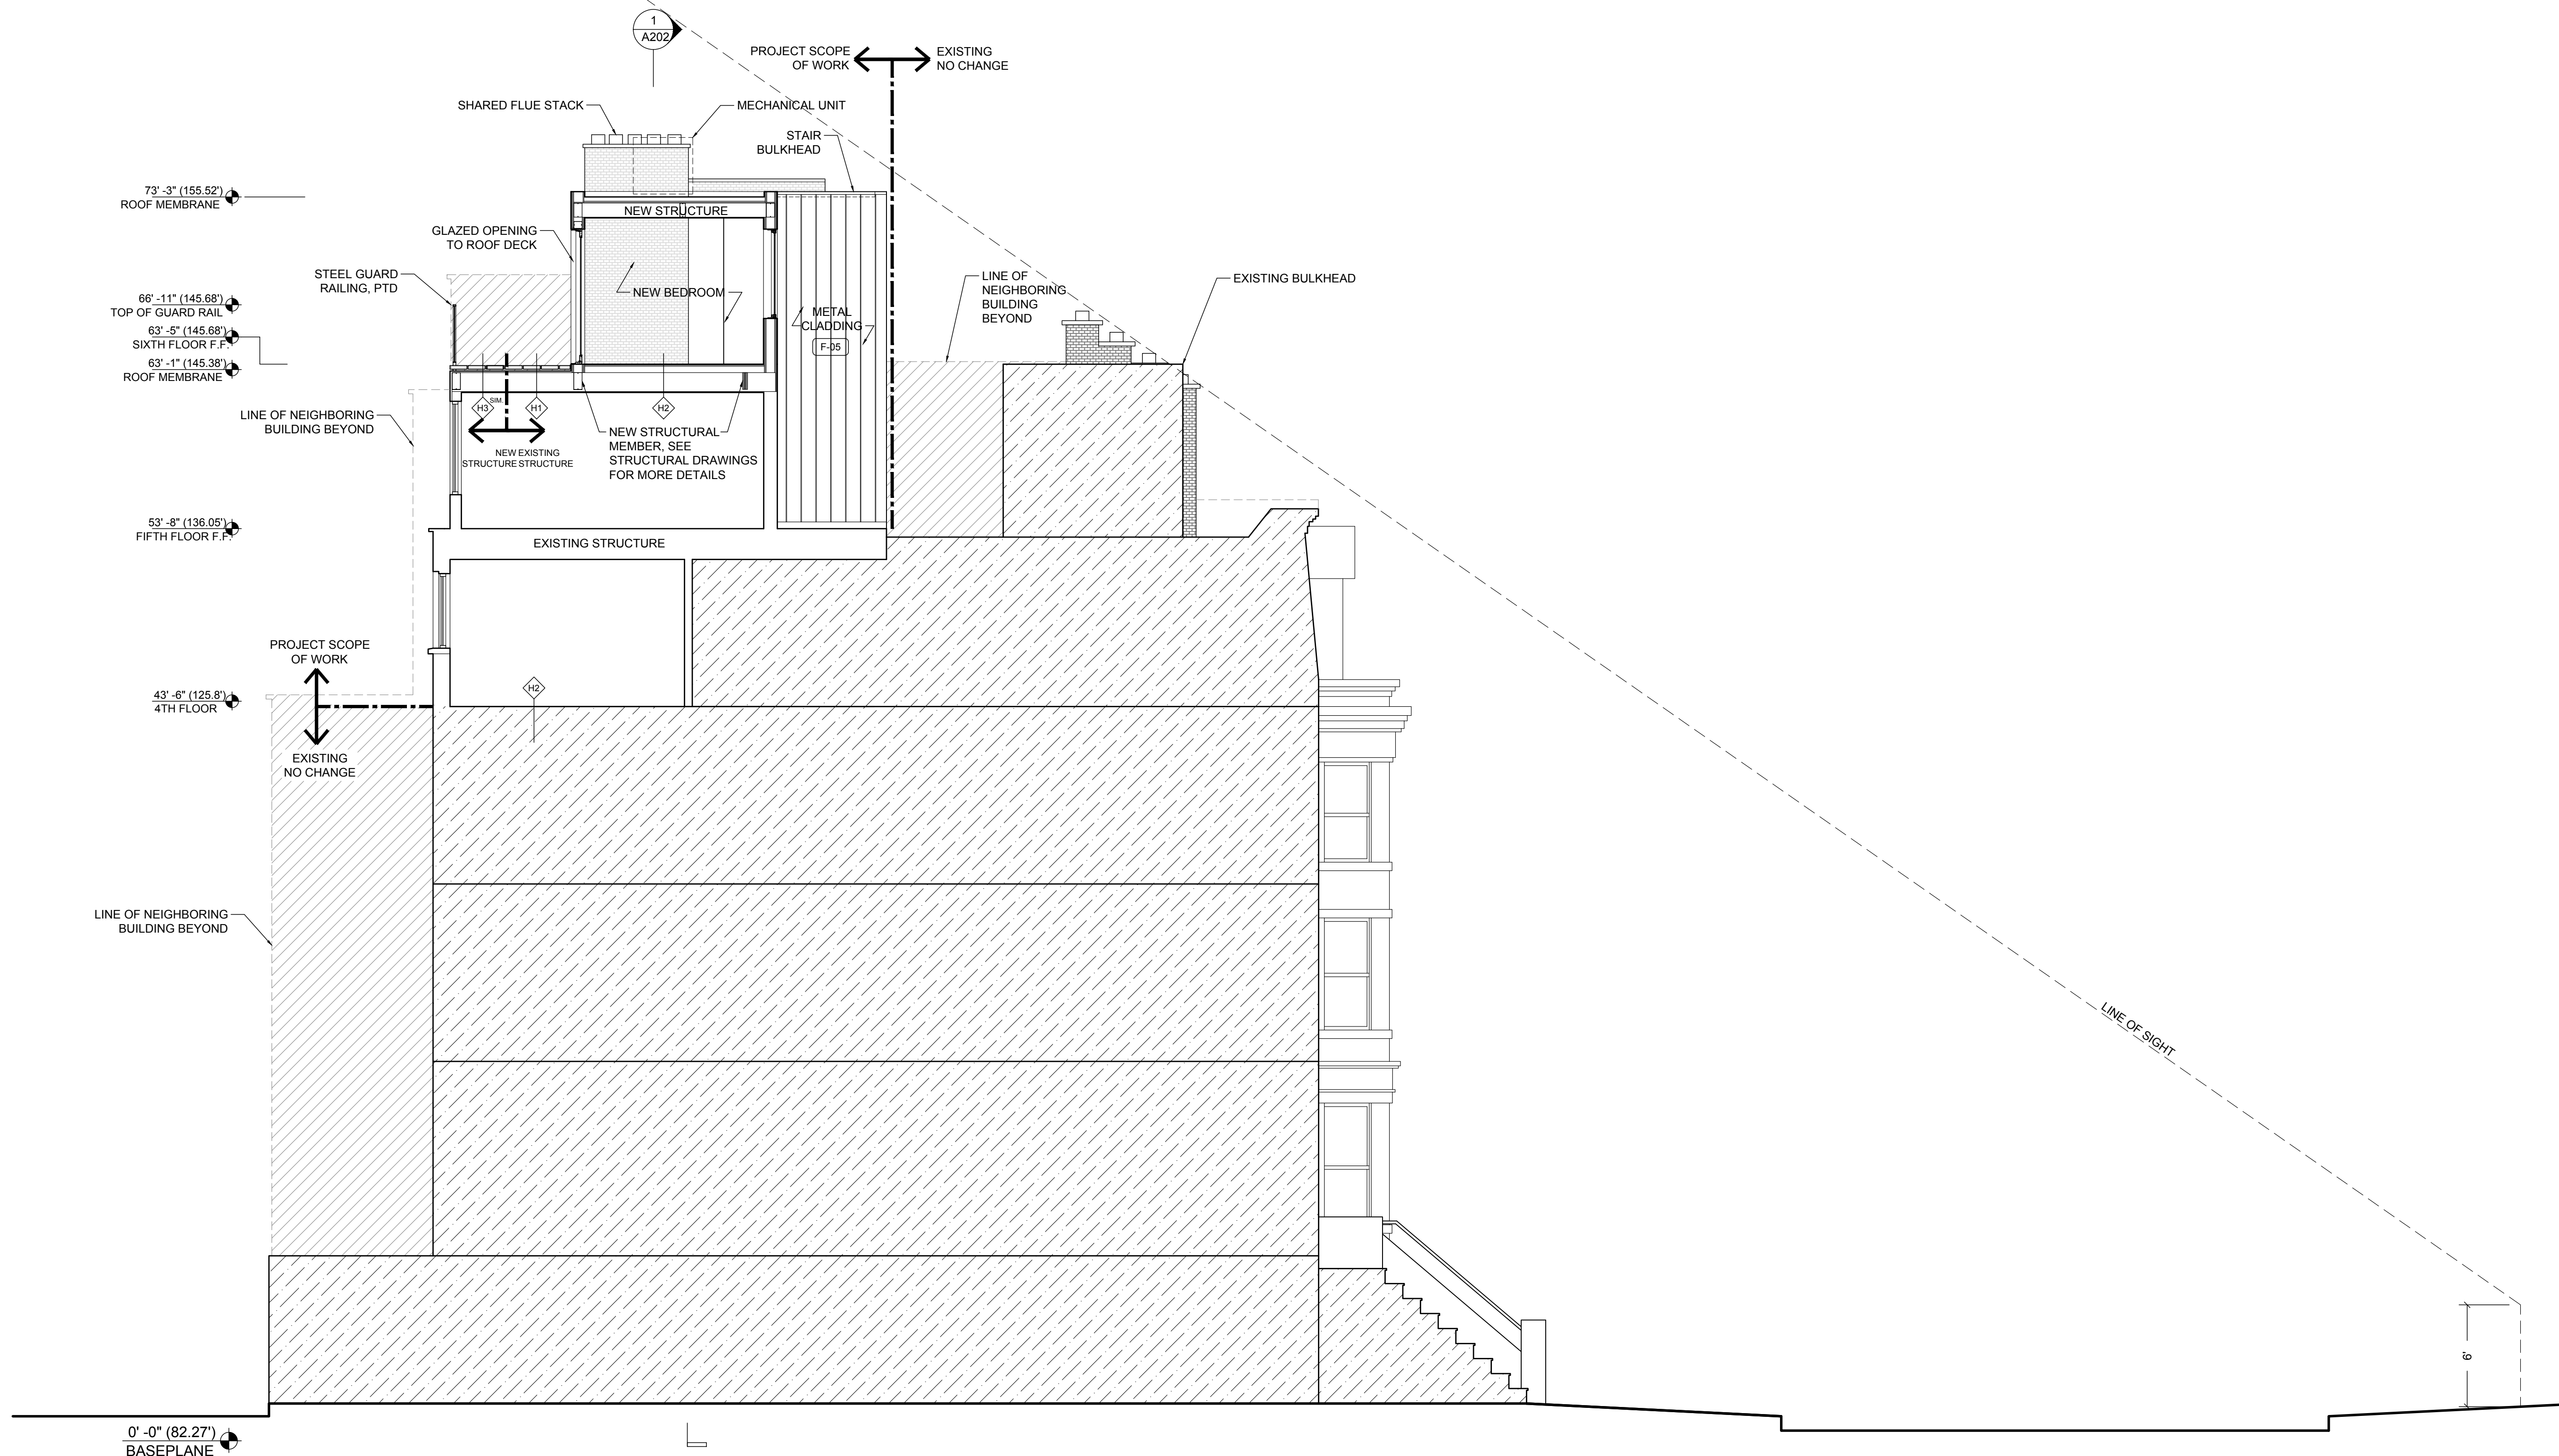 1
A202
PROJECT SCOPE
OF WORK
EXISTING
NO CHANGE
SHARED FLUE STACK
MECHANICAL UNIT
STAIR
BULKHEAD
73' -3" (155.52')
ROOF MEMBRANE
NEW STRUCTURE
GLAZED OPENING
TO ROOF DECK
STEEL GUARD
RAILING, PTD
NEW BEDROOM
LINE OF
NEIGHBORING
BUILDING
BEYOND
EXISTING BULKHEAD
66' -11" (145.68')
TOP OF GUARD RAIL
METAL
CLADDING
F-05
63' -5" (145.68')
SIXTH FLOOR F.F.
63' -1" (145.38')
ROOF MEMBRANE
LINE OF NEIGHBORING
BUILDING BEYOND
H3
SIM.
H1
H2
NEW EXISTING
STRUCTURE STRUCTURE
NEW STRUCTURAL
MEMBER, SEE
STRUCTURAL DRAWINGS
FOR MORE DETAILS
53' -8" (136.05')
FIFTH FLOOR F.F.
EXISTING STRUCTURE
PROJECT SCOPE
OF WORK
H2
43' -6" (125.8')
4TH FLOOR
EXISTING
NO CHANGE
LINE OF NEIGHBORING
BUILDING BEYOND
LINE OF SIGHT
6'
0' -0" (82.27')
BASEPLANE